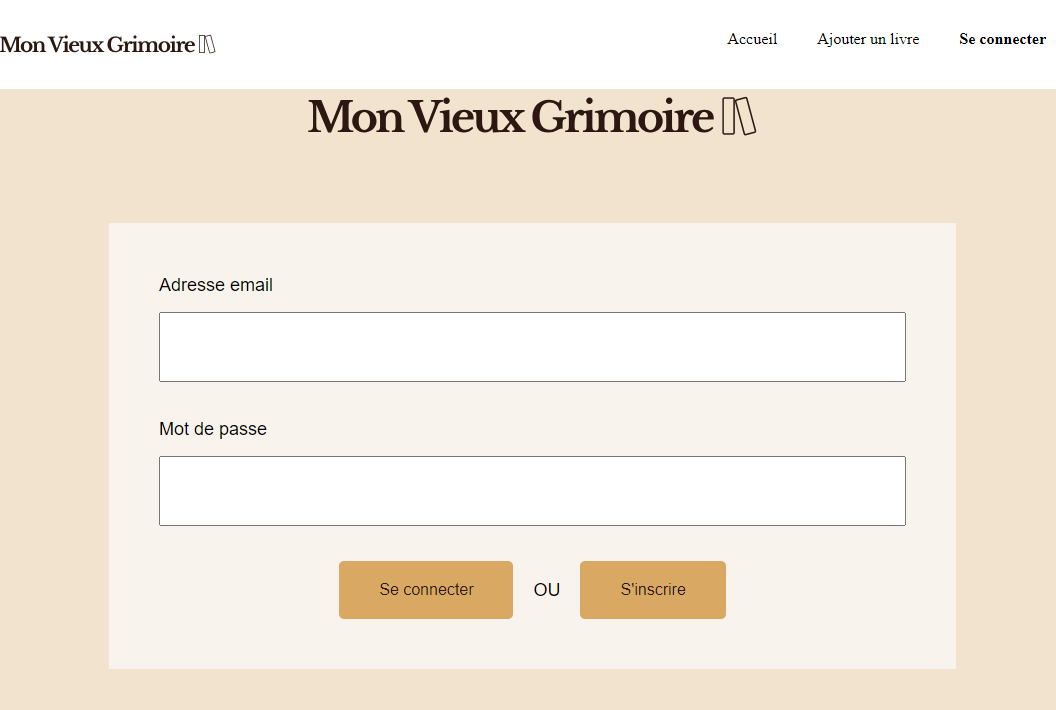 Mon Vieux Grimoire
Accueil
Ajouter un livre
Se connecter
Mon Vieux Grimoire
Adresse email
Mot de passe
Se connecter
OU
S'inscrire